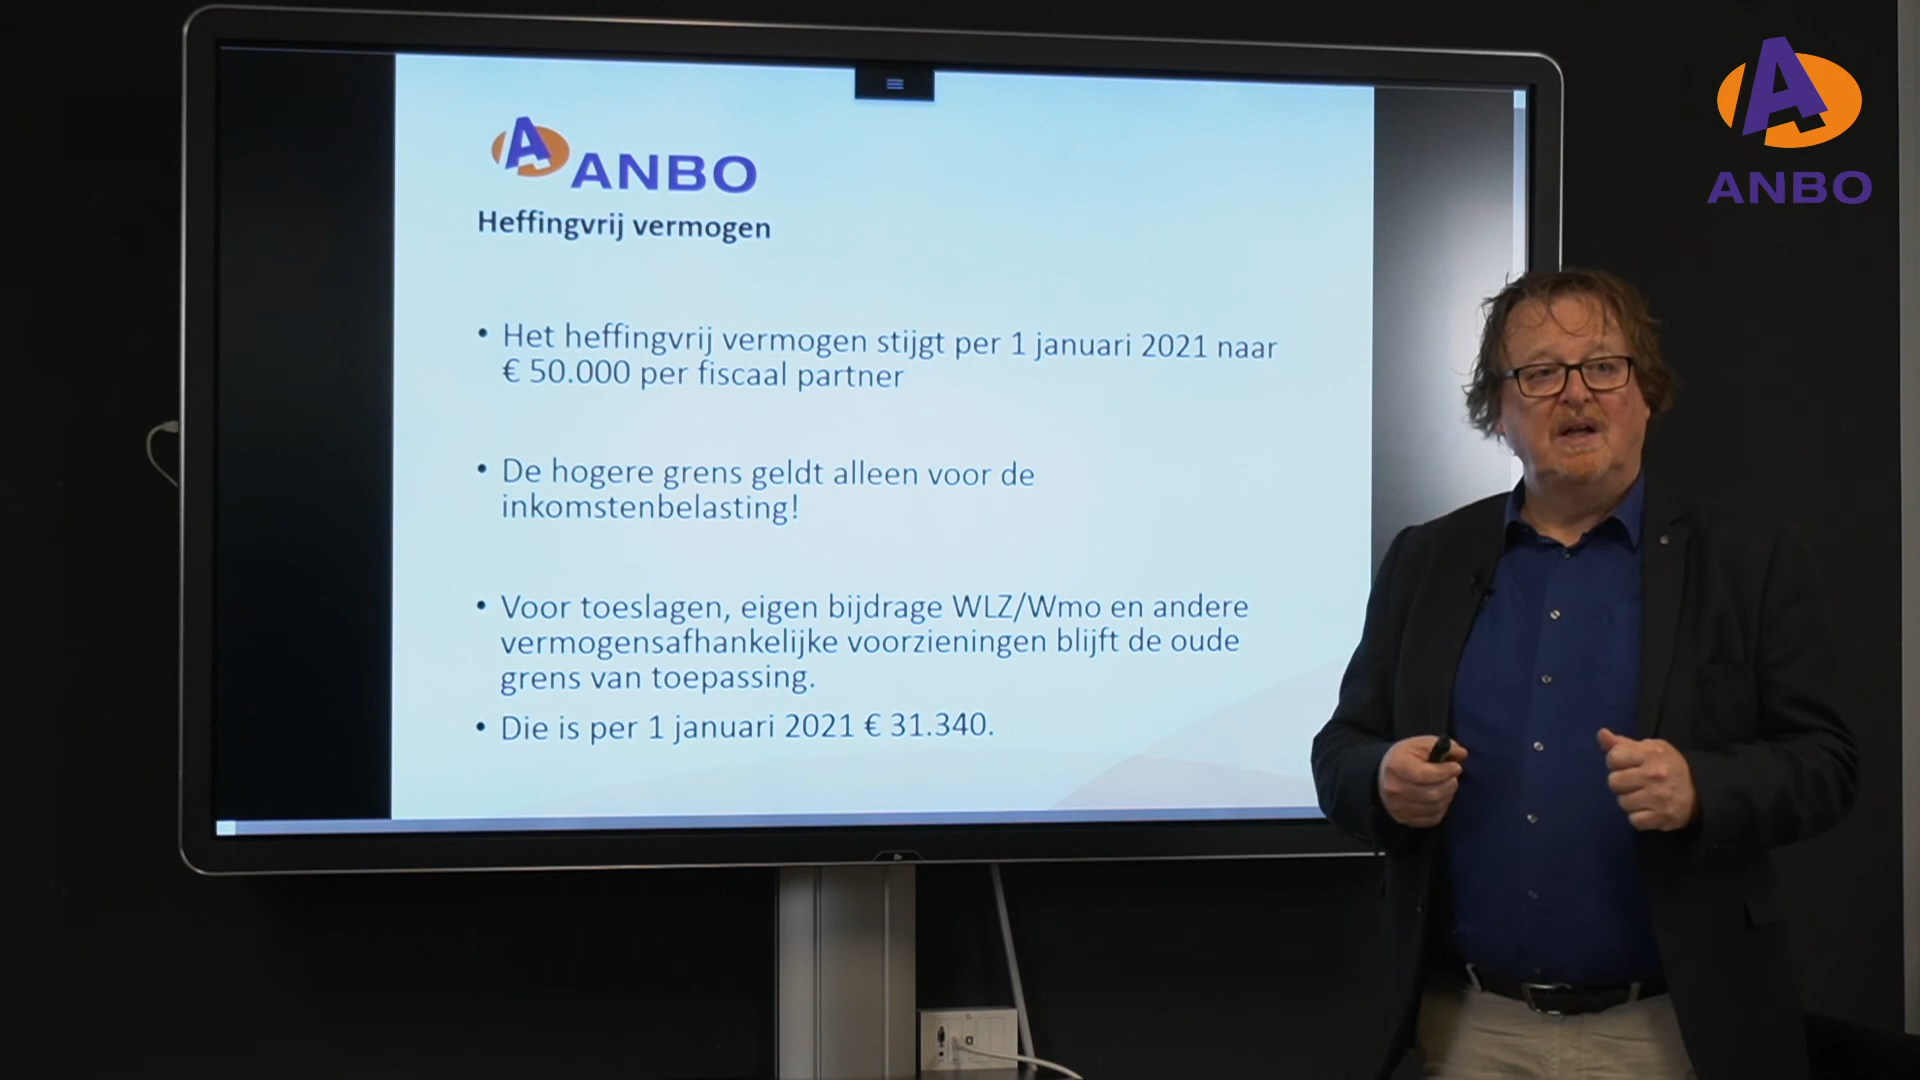 ANBO
Heffingvrij vermogen
• Het heffingvrij vermogen stijgt per 1 januari 2021 naar
€ 50.000 per fiscaal partner
• De hogere grens geldt alleen voor de
inkomstenbelasting!
• Voor toeslagen, eigen bijdrage WLZ/Wmo en andere
vermogensafhankelijke voorzieningen blijft de oude
grens van toepassing.
• Die is per 1 januari 2021 € 31.340.
ANBO